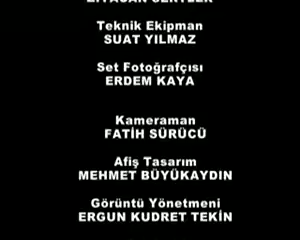 Teknik Ekipman
SUAT YILMAZ
Set Fotoğrafçısı
ERDEM KAYA
Kameraman
FATİH SÜRÜCÜ
Afiş Tasarım
MEHMET BÜYÜKAYDIN
Görüntü Yönetmeni
ERGUN KUDRET TEKİN